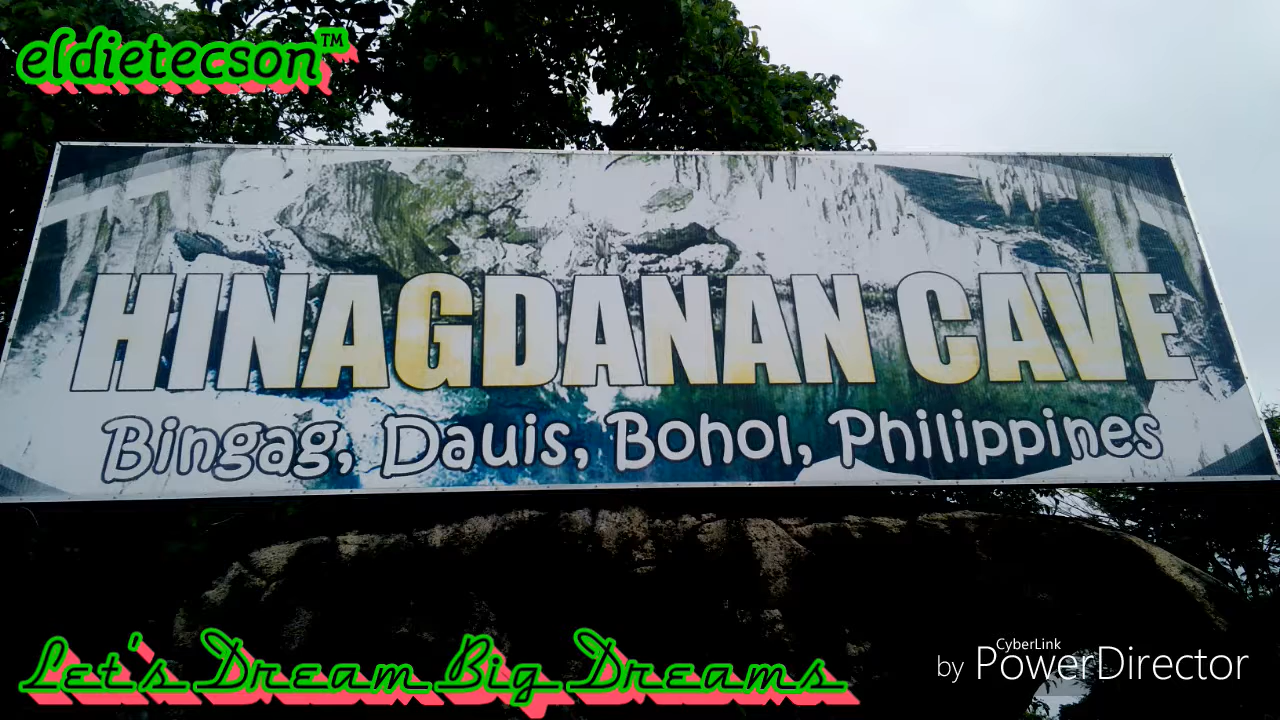 eldietecson™
HINAGDANAN CAVE
Bingag, Dauis, Bohol, Philippines
Let's Dream Big Dreams
by CyberLink PowerDirector